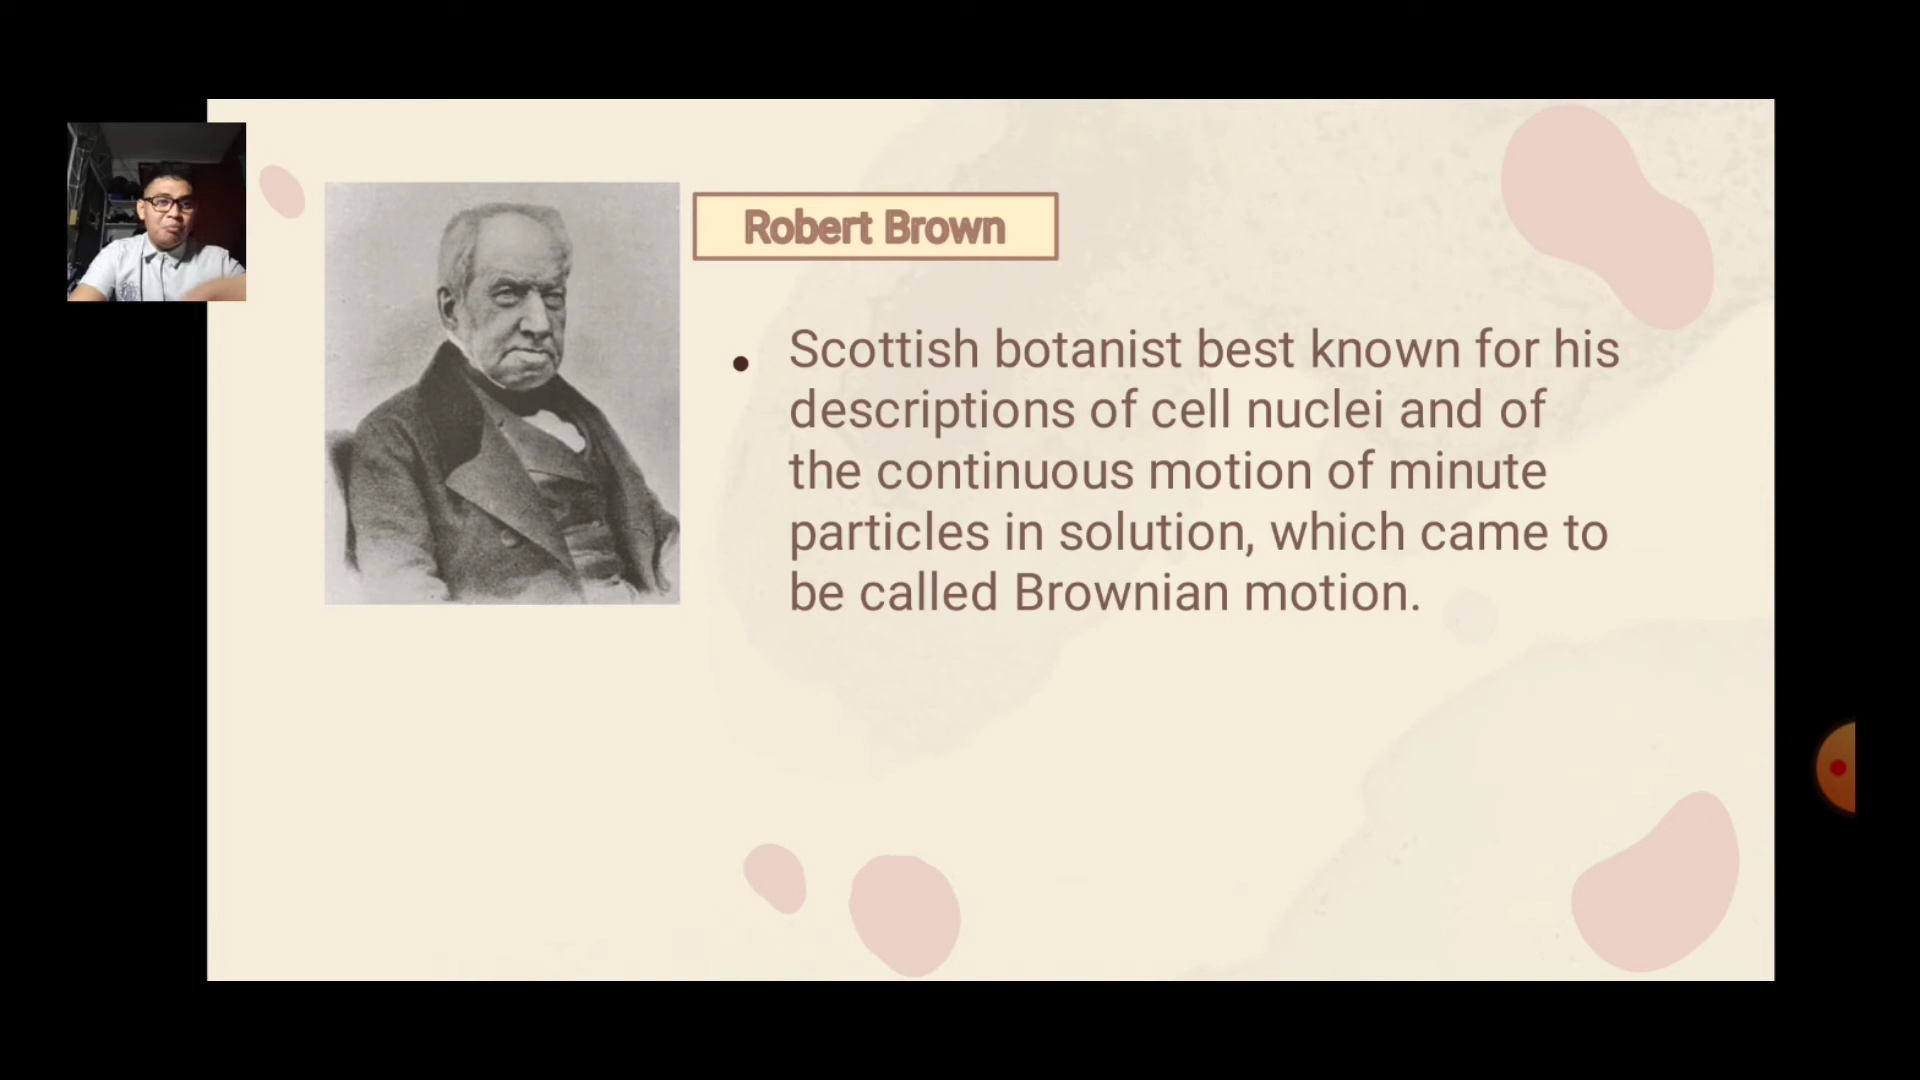 Robert Brown
• Scottish botanist best known for his
descriptions of cell nuclei and of
the continuous motion of minute
particles in solution, which came to
be called Brownian motion.